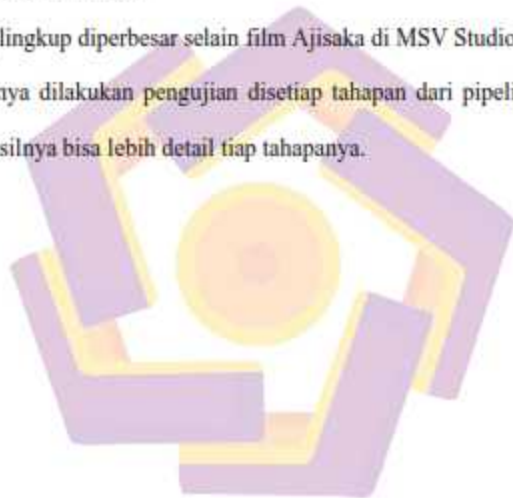 lingkup diperbesar selain film Ajisaka di MSV Studio
nya dilakukan pengujian disetiap tahapan dari pipeli
silnya bisa lebih detail tiap tahapanya.